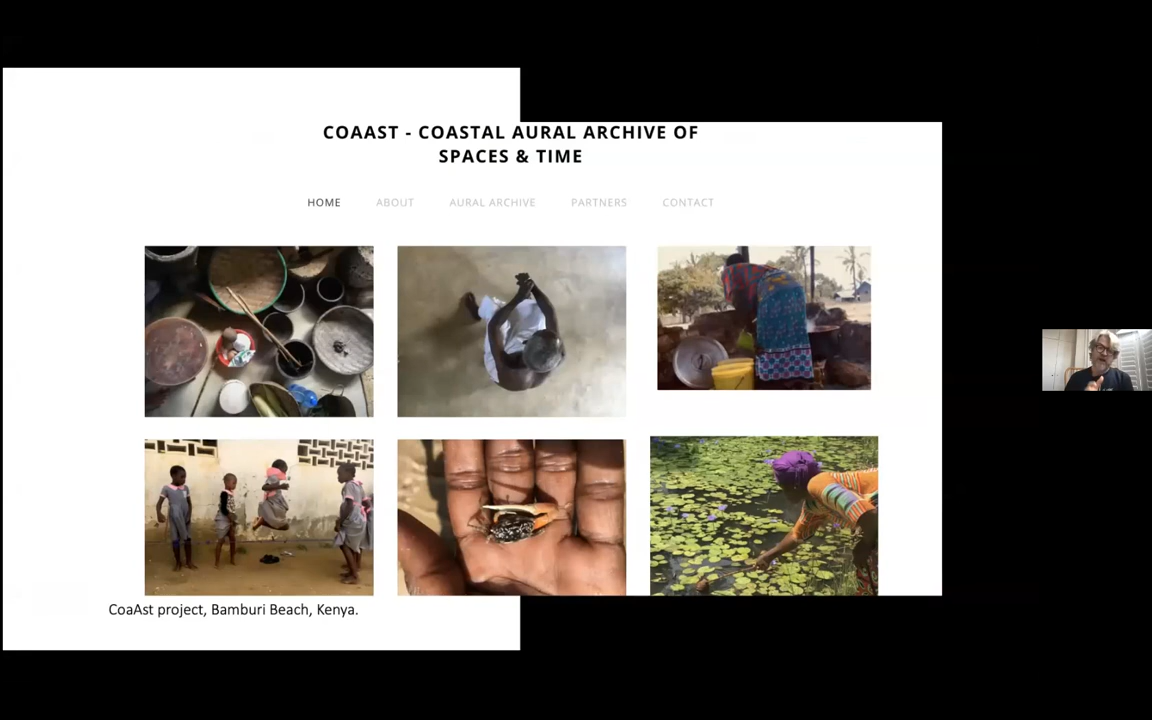 COAAST - COASTAL AURAL ARCHIVE OF
SPACES & TIME
HOME ABOUT AURAL ARCHIVE PARTNERS CONTACT
CoaAst project, Bamburi Beach, Kenya.